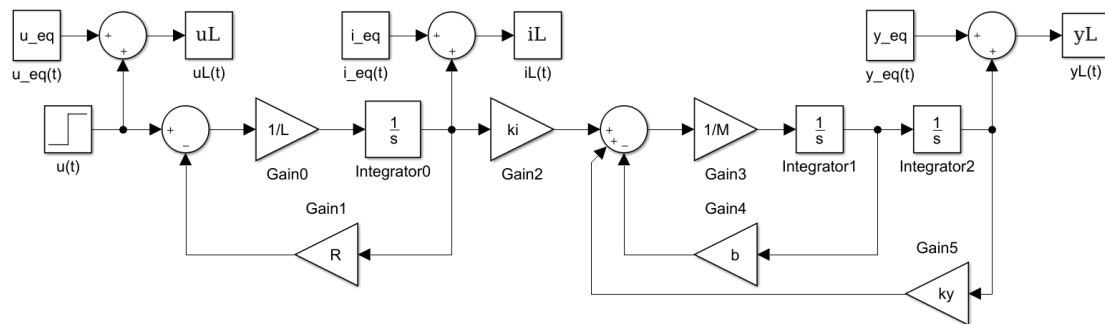 u_eq
+
+
uL
u_eq(t)
uL(t)
i_eq
+
+
iL
i_eq(t)
iL(t)
y_eq
+
+
yL
y_eq(t)
yL(t)
u(t)
+
−
1/L
Gain0
1
s
Integrator0
ki
Gain2
+
+
−
1/M
Gain3
1
s
Integrator1
1
s
Integrator2
Gain1
R
Gain4
b
Gain5
ky